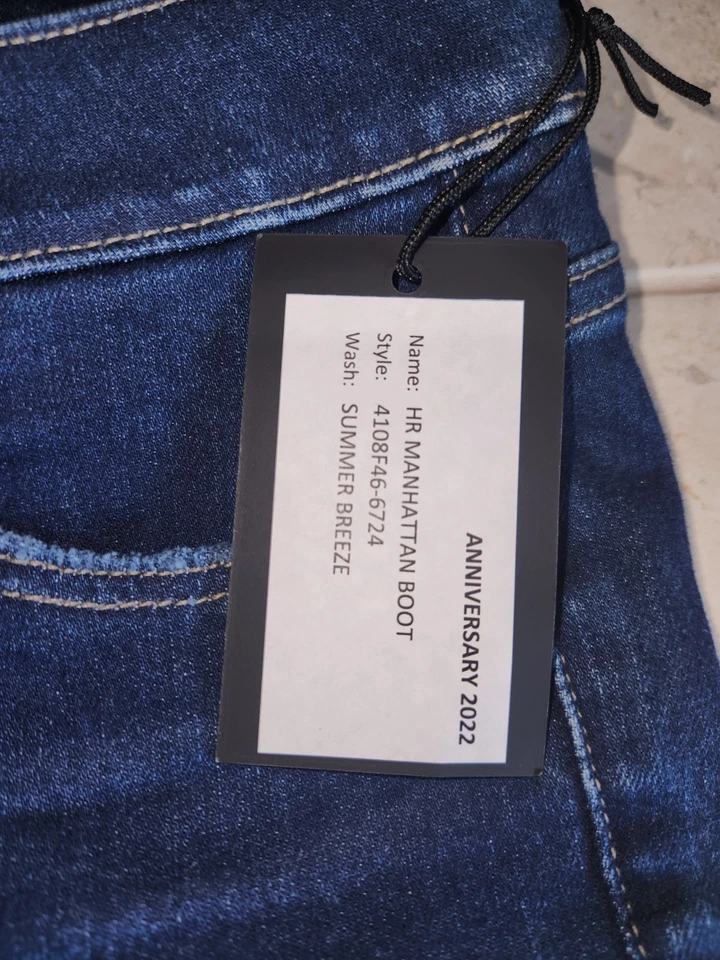 ANNIVERSARY 2022
Name: HR MANHATTAN BOOT
Style: 4108F46-6724
Wash: SUMMER BREEZE